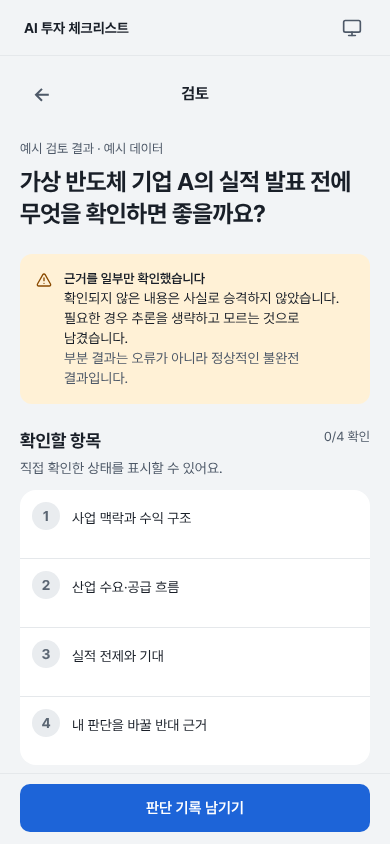 AI 투자 체크리스트
검토
예시 검토 결과 · 예시 데이터
가상 반도체 기업 A의 실적 발표 전에
무엇을 확인하면 좋을까요?
근거를 일부만 확인했습니다
확인되지 않은 내용은 사실로 승격하지 않았습니다.
필요한 경우 추론을 생략하고 모르는 것으로
남겼습니다.
부분 결과는 오류가 아니라 정상적인 불완전
결과입니다.
확인할 항목
0/4 확인
직접 확인한 상태를 표시할 수 있어요.
1 사업 맥락과 수익 구조
2 산업 수요·공급 흐름
3 실적 전제와 기대
4 내 판단을 바꿀 반대 근거
판단 기록 남기기